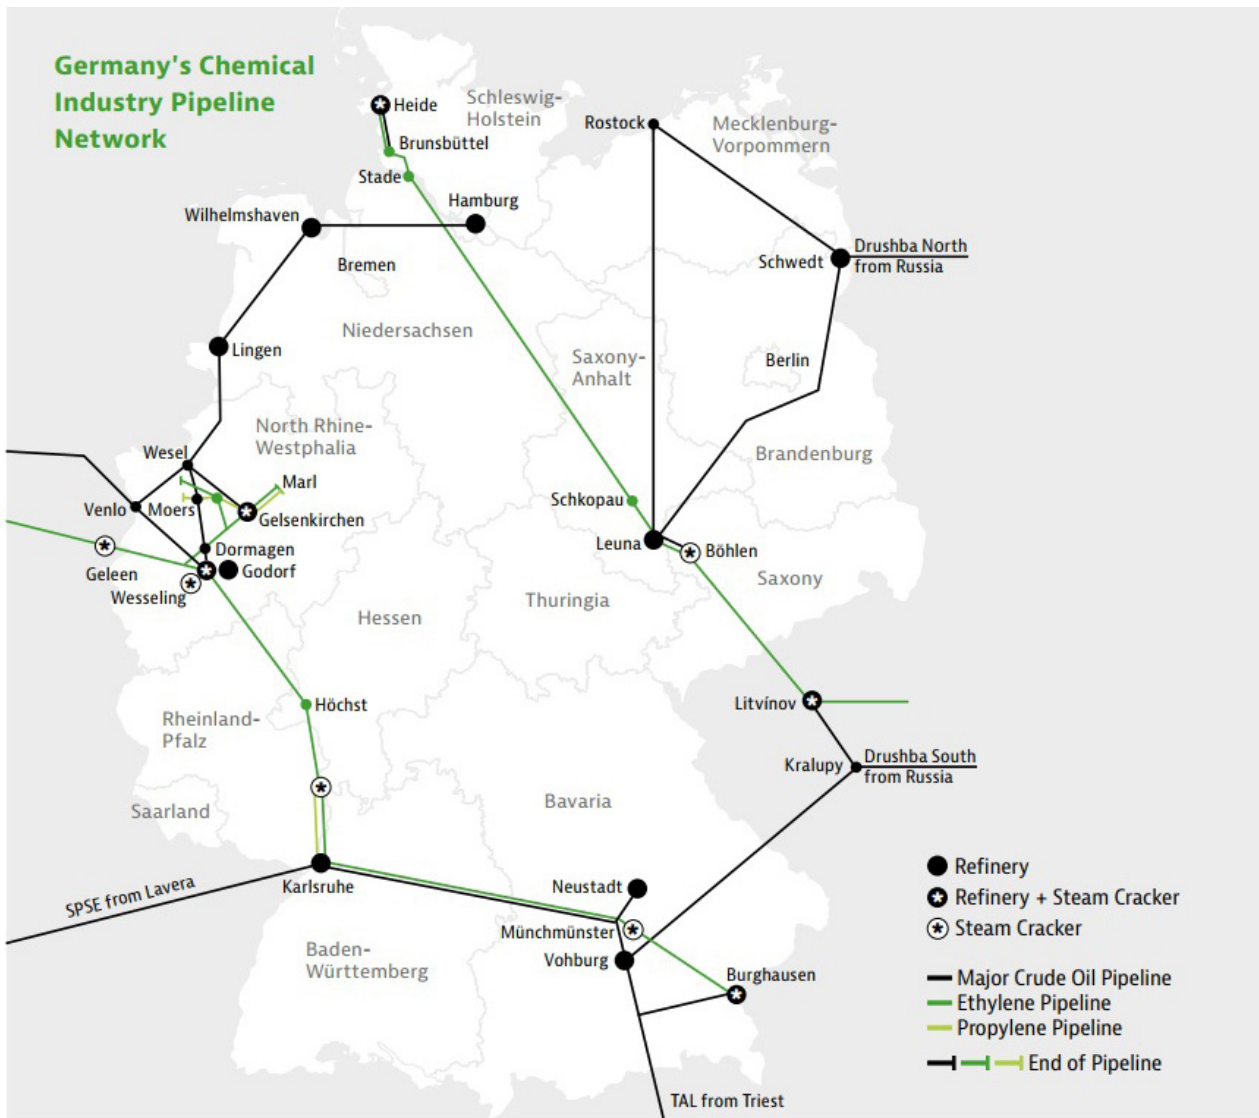 Germany's Chemical
Industry Pipeline
Network
Heide
Schleswig-
Holstein
Brunsbüttel
Rostock
Mecklenburg-
Vorpommern
Stade
Hamburg
Wilhelmshaven
Bremen
Schwedt
Drushba North
from Russia
Niedersachsen
Lingen
Saxony-
Anhalt
Berlin
North Rhine-
Westphalia
Wesel
Brandenburg
Marl
Venlo
Moers
Gelsenkirchen
Schkopau
Leuna
Böhlen
Dormagen
Godorf
Geleen
Wesseling
Saxony
Thuringia
Hessen
Höchst
Litvínov
Rheinland-
Pfalz
Kralupy
Drushba South
from Russia
Saarland
Bavaria
Karlsruhe
SPSE from Lavera
Neustadt
Münchmünster
Vohburg
Baden-
Württemberg
Burghausen
TAL from Triest
Refinery
Refinery + Steam Cracker
Steam Cracker
Major Crude Oil Pipeline
Ethylene Pipeline
Propylene Pipeline
End of Pipeline